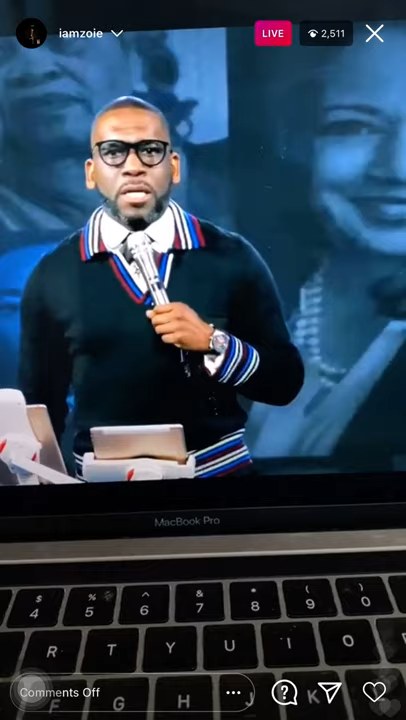 iamzoie
LIVE
2,511
MacBook Pro
$ % ^ & * ( )
4 5 6 7 8 9 0
R T Y U I O
F G H J K
Comments Off